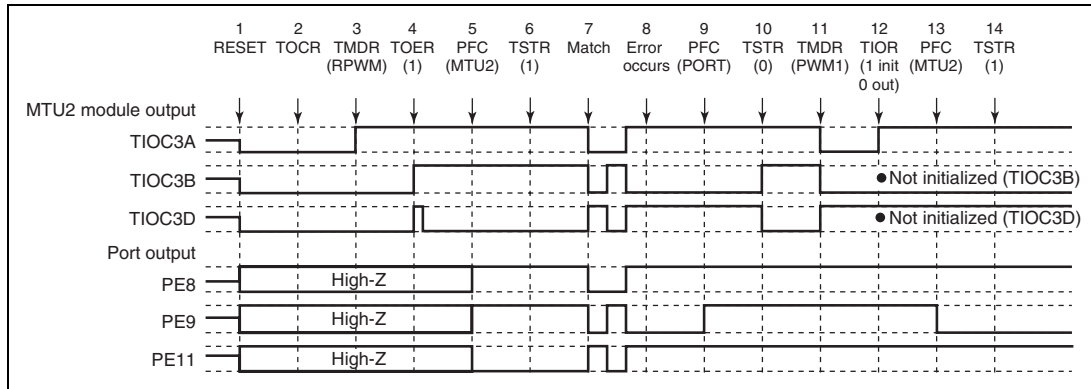 1 2 3 4 5 6 7 8 9 10 11 12 13 14
RESET TOCR TMDR TOER PFC TSTR Match Error PFC TSTR TMDR TIOR PFC TSTR
(RPWM) (1) (MTU2) (1) occurs (PORT) (0) (PWM1) (1 init (MTU2) (1)
0 out)
MTU2 module output
TIOC3A
TIOC3B
● Not initialized (TIOC3B)
TIOC3D
● Not initialized (TIOC3D)
Port output
PE8
High-Z
PE9
High-Z
PE11
High-Z